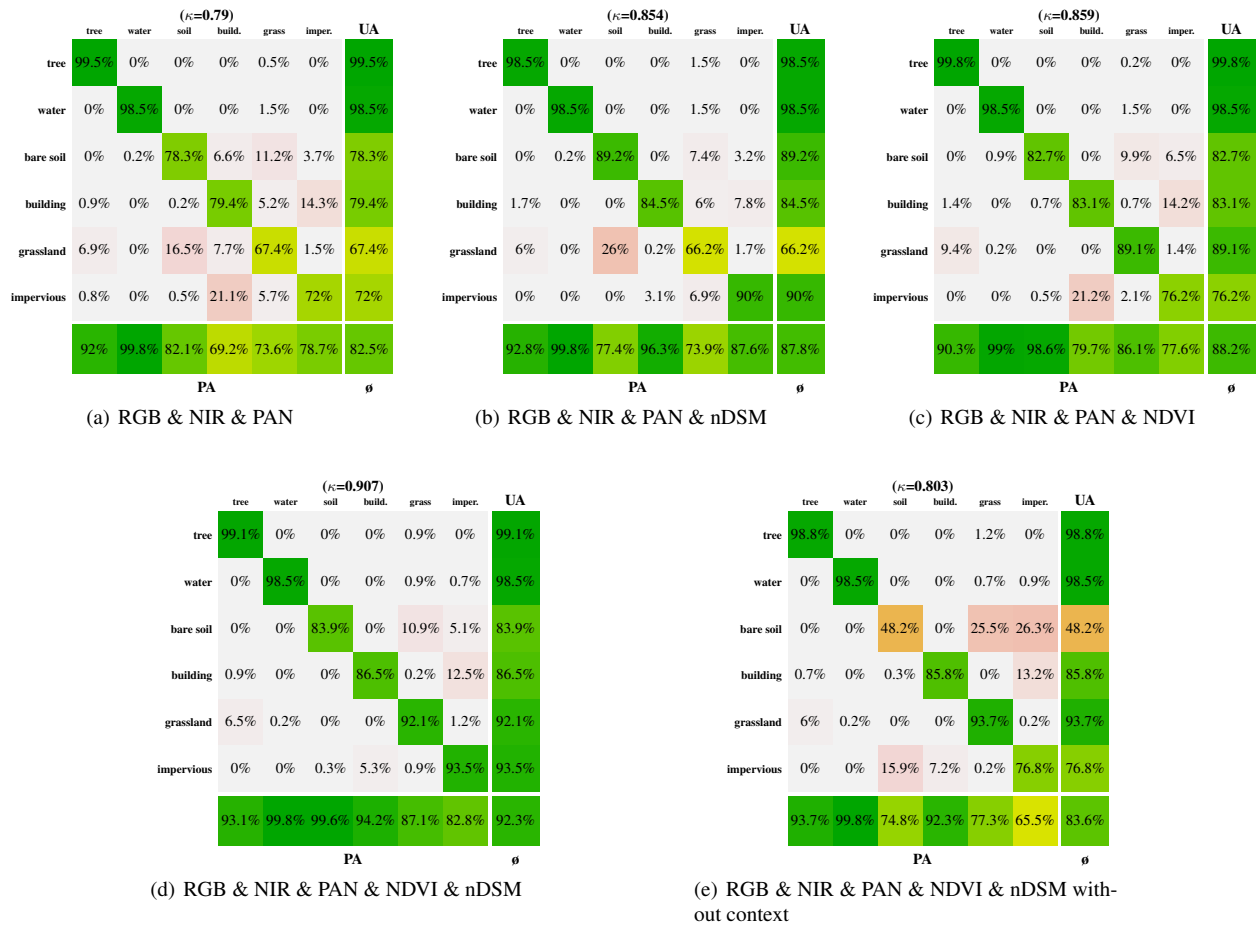 (κ=0.79)
tree water soil build. grass imper. UA
tree 99.5% 0% 0% 0% 0.5% 0% 99.5%
water 0% 98.5% 0% 0% 1.5% 0% 98.5%
bare soil 0% 0.2% 78.3% 6.6% 11.2% 3.7% 78.3%
building 0.9% 0% 0.2% 79.4% 5.2% 14.3% 79.4%
grassland 6.9% 0% 16.5% 7.7% 67.4% 1.5% 67.4%
impervious 0.8% 0% 0.5% 21.1% 5.7% 72% 72%
92% 99.8% 82.1% 69.2% 73.6% 78.7% 82.5%
PA ø
(a) RGB & NIR & PAN
(κ=0.854)
tree water soil build. grass imper. UA
tree 98.5% 0% 0% 0% 1.5% 0% 98.5%
water 0% 98.5% 0% 0% 1.5% 0% 98.5%
bare soil 0% 0.2% 89.2% 0% 7.4% 3.2% 89.2%
building 1.7% 0% 0% 84.5% 6% 7.8% 84.5%
grassland 6% 0% 26% 0.2% 66.2% 1.7% 66.2%
impervious 0% 0% 0% 3.1% 6.9% 90% 90%
92.8% 99.8% 77.4% 96.3% 73.9% 87.6% 87.8%
PA ø
(b) RGB & NIR & PAN & nDSM
(κ=0.859)
tree water soil build. grass imper. UA
tree 99.8% 0% 0% 0% 0.2% 0% 99.8%
water 0% 98.5% 0% 0% 1.5% 0% 98.5%
bare soil 0% 0.9% 82.7% 0% 9.9% 6.5% 82.7%
building 1.4% 0% 0.7% 83.1% 0.7% 14.2% 83.1%
grassland 9.4% 0.2% 0% 0% 89.1% 1.4% 89.1%
impervious 0% 0% 0.5% 21.2% 2.1% 76.2% 76.2%
90.3% 99% 98.6% 79.7% 86.1% 77.6% 88.2%
PA ø
(c) RGB & NIR & PAN & NDVI
(κ=0.907)
tree water soil build. grass imper. UA
tree 99.1% 0% 0% 0% 0.9% 0% 99.1%
water 0% 98.5% 0% 0% 0.9% 0.7% 98.5%
bare soil 0% 0% 83.9% 0% 10.9% 5.1% 83.9%
building 0.9% 0% 0% 86.5% 0.2% 12.5% 86.5%
grassland 6.5% 0.2% 0% 0% 92.1% 1.2% 92.1%
impervious 0% 0% 0.3% 5.3% 0.9% 93.5% 93.5%
93.1% 99.8% 99.6% 94.2% 87.1% 82.8% 92.3%
PA ø
(d) RGB & NIR & PAN & NDVI & nDSM
(κ=0.803)
tree water soil build. grass imper. UA
tree 98.8% 0% 0% 0% 1.2% 0% 98.8%
water 0% 98.5% 0% 0% 0.7% 0.9% 98.5%
bare soil 0% 0% 48.2% 0% 25.5% 26.3% 48.2%
building 0.7% 0% 0.3% 85.8% 0% 13.2% 85.8%
grassland 6% 0.2% 0% 0% 93.7% 0.2% 93.7%
impervious 0% 0% 15.9% 7.2% 0.2% 76.8% 76.8%
93.7% 99.8% 74.8% 92.3% 77.3% 65.5% 83.6%
PA ø
(e) RGB & NIR & PAN & NDVI & nDSM with-
out context